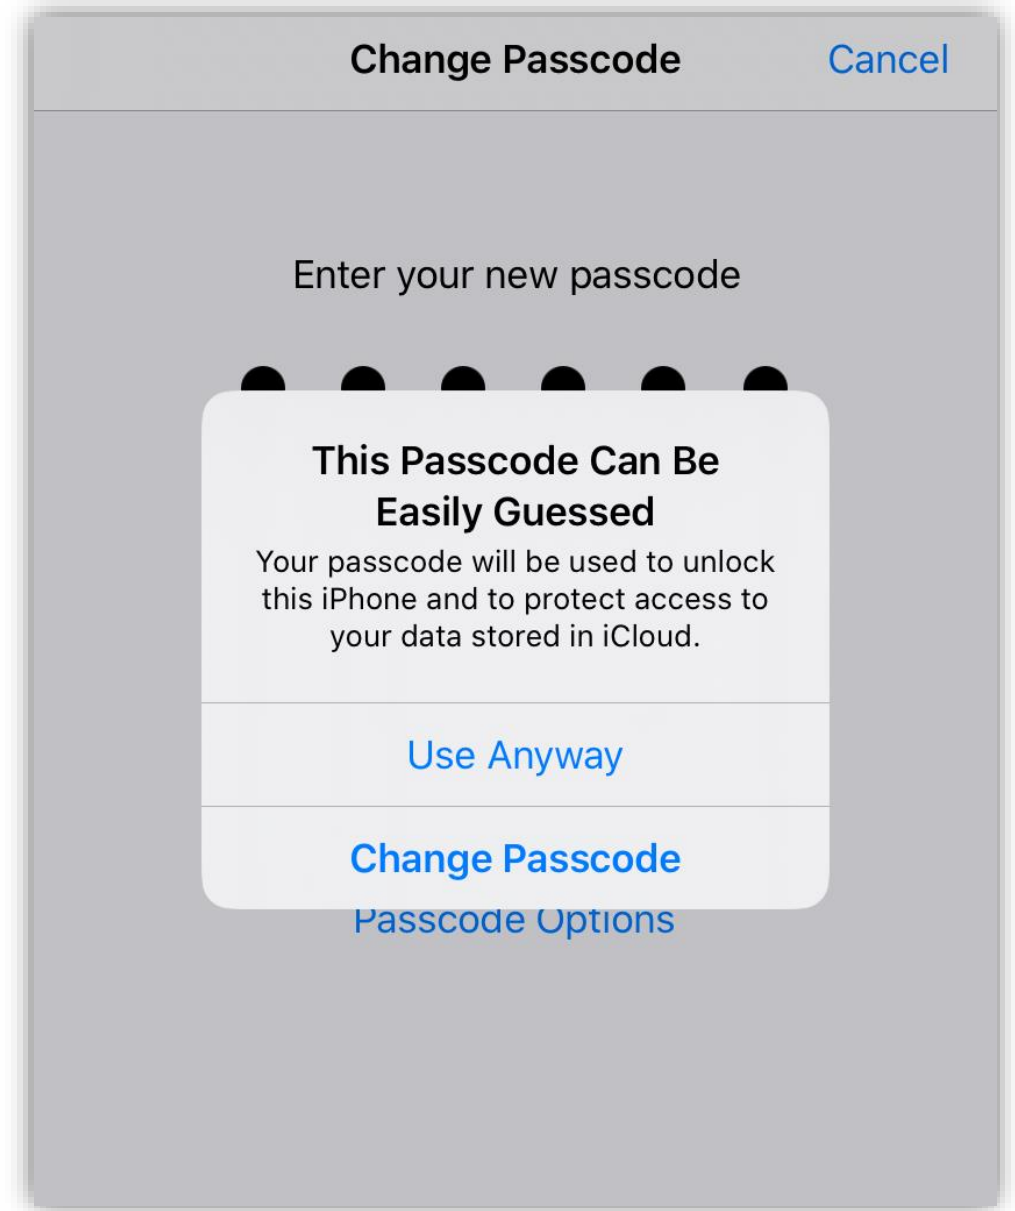 Change Passcode Cancel
Enter your new passcode
This Passcode Can Be
Easily Guessed
Your passcode will be used to unlock
this iPhone and to protect access to
your data stored in iCloud.
Use Anyway
Change Passcode
Passcode Options